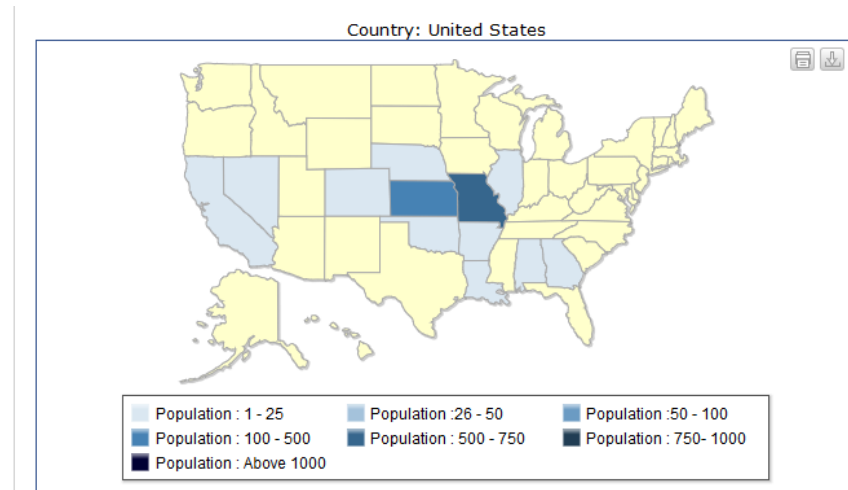 Country: United States
Population : 1 - 25
Population :26 - 50
Population :50 - 100
Population : 100 - 500
Population : 500 - 750
Population : 750- 1000
Population : Above 1000